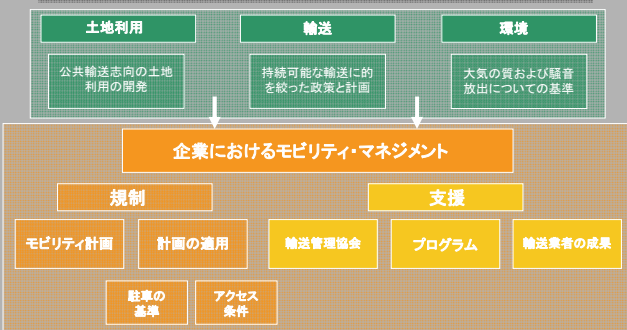 土地利用
輸送
環境
公共輸送志向の土地
利用の開発
持続可能な輸送に的
を絞った政策と計画
大気の質および騒音
放出についての基準
企業におけるモビリティ・マネジメント
規制
支援
モビリティ計画
計画の適用
輸送管理協会
プログラム
輸送業者の成果
駐車の
基準
アクセス
条件